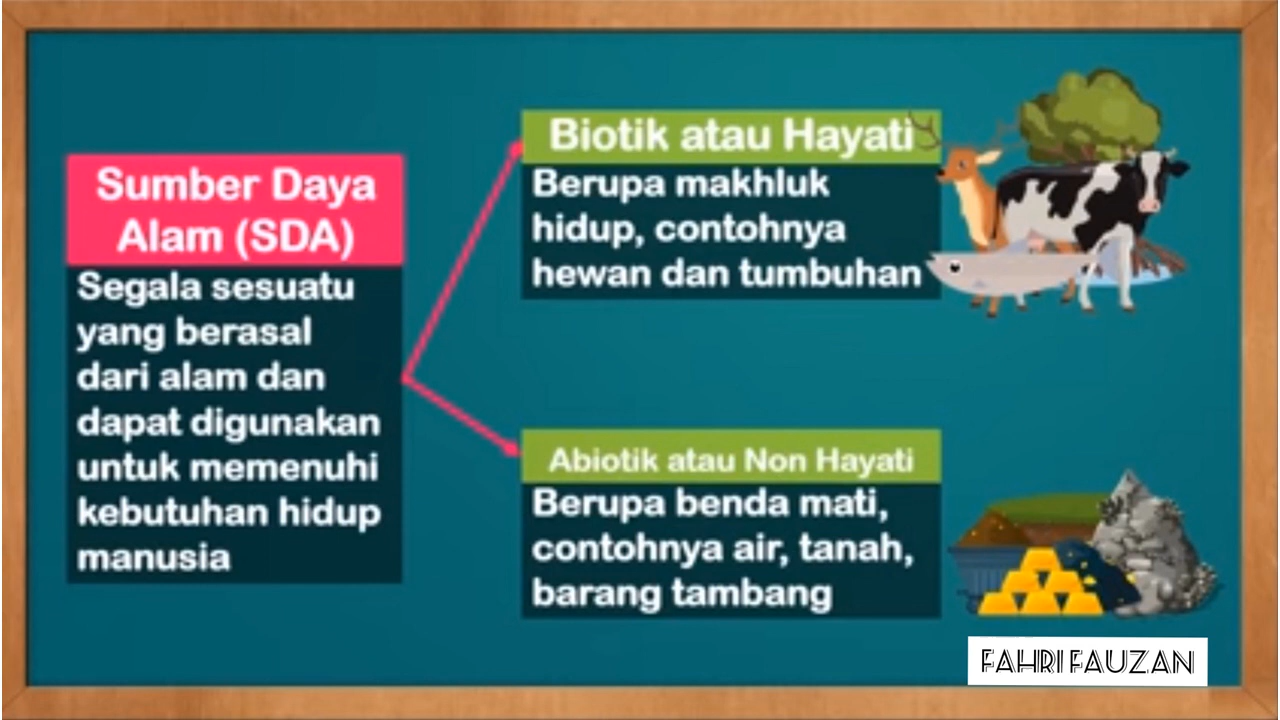 Sumber Daya
Alam (SDA)
Segala sesuatu
yang berasal
dari alam dan
dapat digunakan
untuk memenuhi
kebutuhan hidup
manusia
Biotik atau Hayati
Berupa makhluk
hidup, contohnya
hewan dan tumbuhan
Abiotik atau Non Hayati
Berupa benda mati,
contohnya air, tanah,
barang tambang
FAHRI FAUZAN